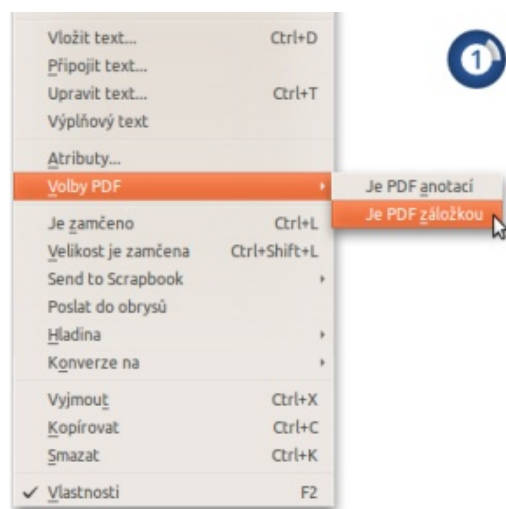 Vložit text... Ctrl+D
1
Připojit text...
Upravit text... Ctrl+T
Výplňový text
Atributy...
Volby PDF
Je PDF anotací
Je PDF záložkou
Je zamčeno Ctrl+L
Velikost je zamčena Ctrl+Shift+L
Send to Scrapbook
Poslat do obrysů
Hladina
Konverze na
Vyjmout Ctrl+X
Kopírovat Ctrl+C
Smazat Ctrl+K
✓ Vlastnosti F2